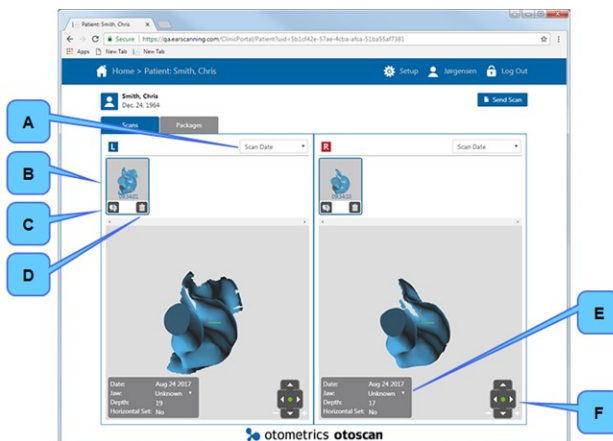 Patient: Smith, Chris
Secure https://qa.earscanning.com/ClinicPortal/Patient?uid=5b1cf42e-57ae-4cba-afca-51ba55af7381
Apps New Tab New Tab
Home > Patient: Smith, Chris Setup Jørgensen Log Out
Smith, Chris
Dec. 24, 1964
Send Scan
Scans Packages
A
L Scan Date R Scan Date
B
C
D
Date: Aug 24 2017
Jaw: Unknown
Depth: 19
Horizontal Set: No
Date: Aug 24 2017
Jaw: Unknown
Depth: 17
Horizontal Set: No
E
F
otometrics otoscan